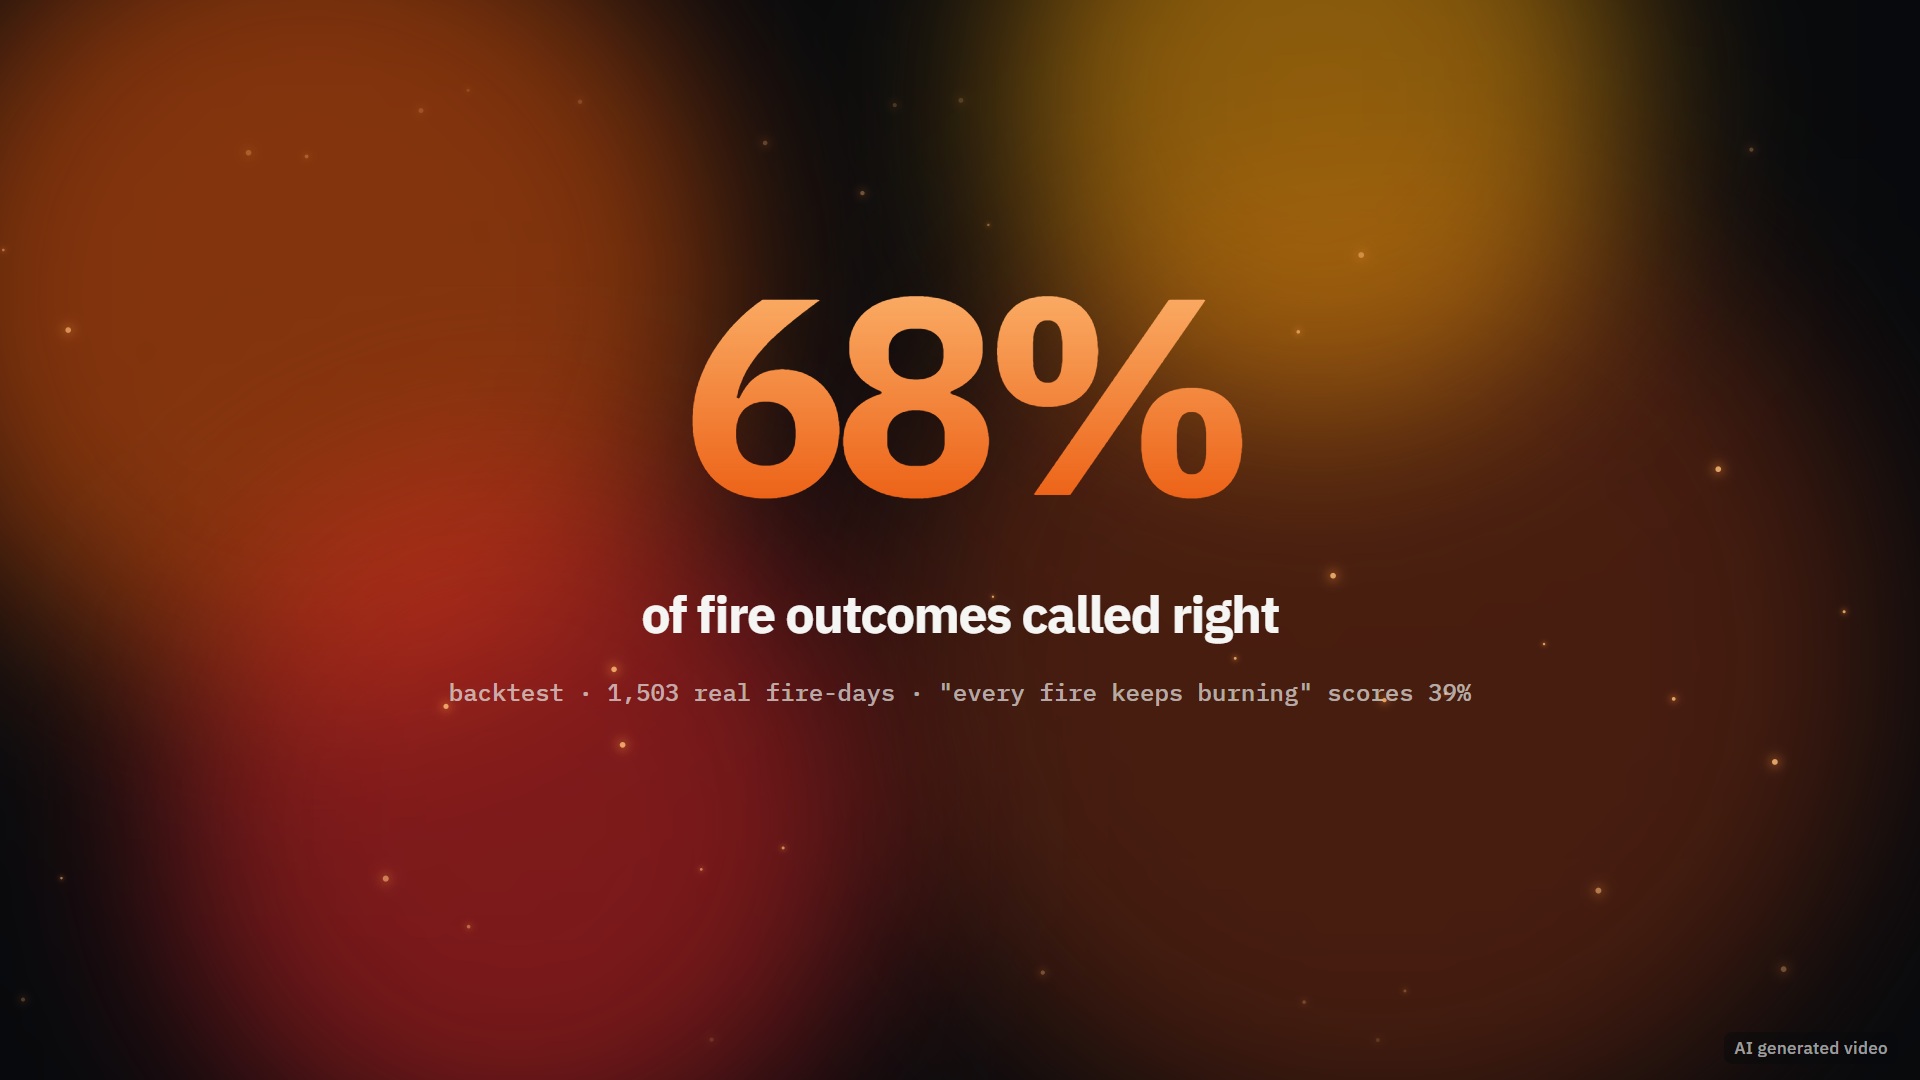 68%
of fire outcomes called right
backtest · 1,503 real fire-days · "every fire keeps burning" scores 39%
AI generated video